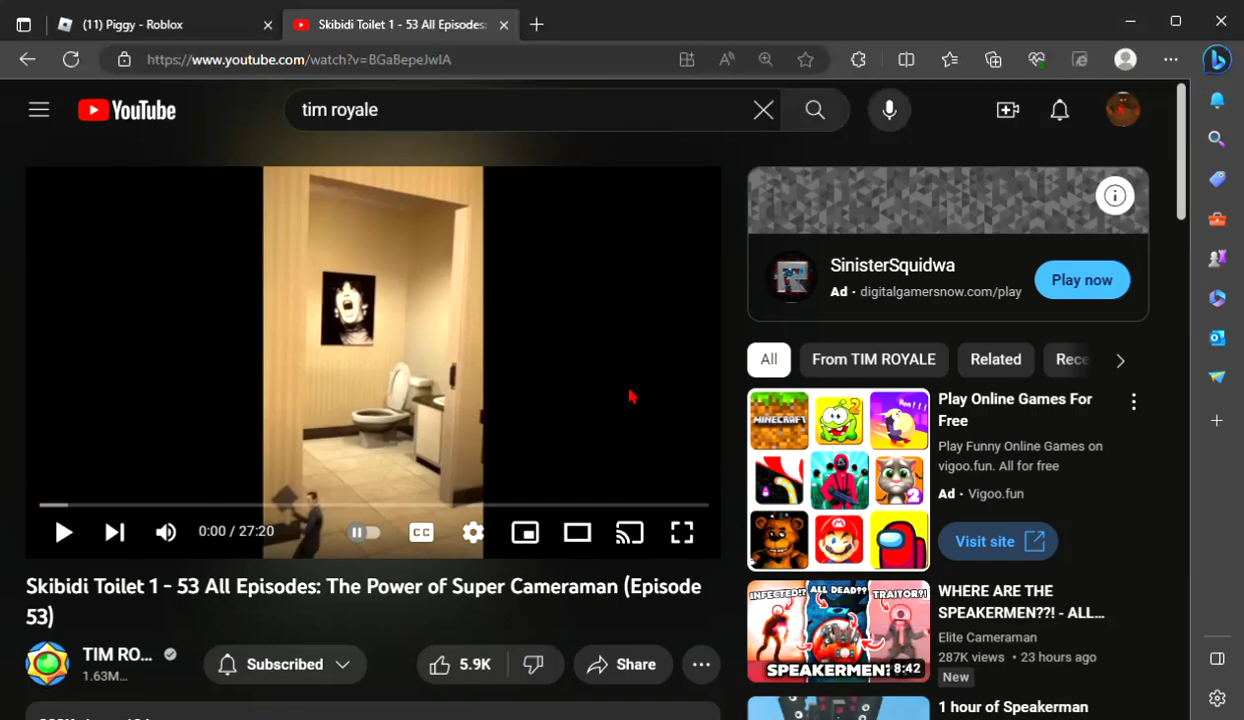 (11) Piggy - Roblox
Skibidi Toilet 1 - 53 All Episodes:
https://www.youtube.com/watch?v=BGaBepeJwIA
YouTube
tim royale
SinisterSquidwa
Ad · digitalgamersnow.com/play
Play now
All
From TIM ROYALE
Related
Rece
MINECRAFT
2
2
Play Online Games For
Free
Play Funny Online Games on
vigoo.fun. All for free
Ad · Vigoo.fun
Visit site
0:00 / 27:20
CC
Skibidi Toilet 1 - 53 All Episodes: The Power of Super Cameraman (Episode
53)
TIM RO...
1.63M...
Subscribed
5.9K
Share
...
INFECTED!?
ALL DEAD??
TRAITOR?!
SPEAKERMEN?
8:42
WHERE ARE THE
SPEAKERMEN??! - ALL...
Elite Cameraman
287K views · 23 hours ago
New
1 hour of Speakerman